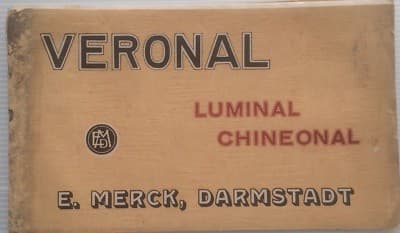 VERONAL
LUMINAL
CHINEONAL
E. MERCK, DARMSTADT